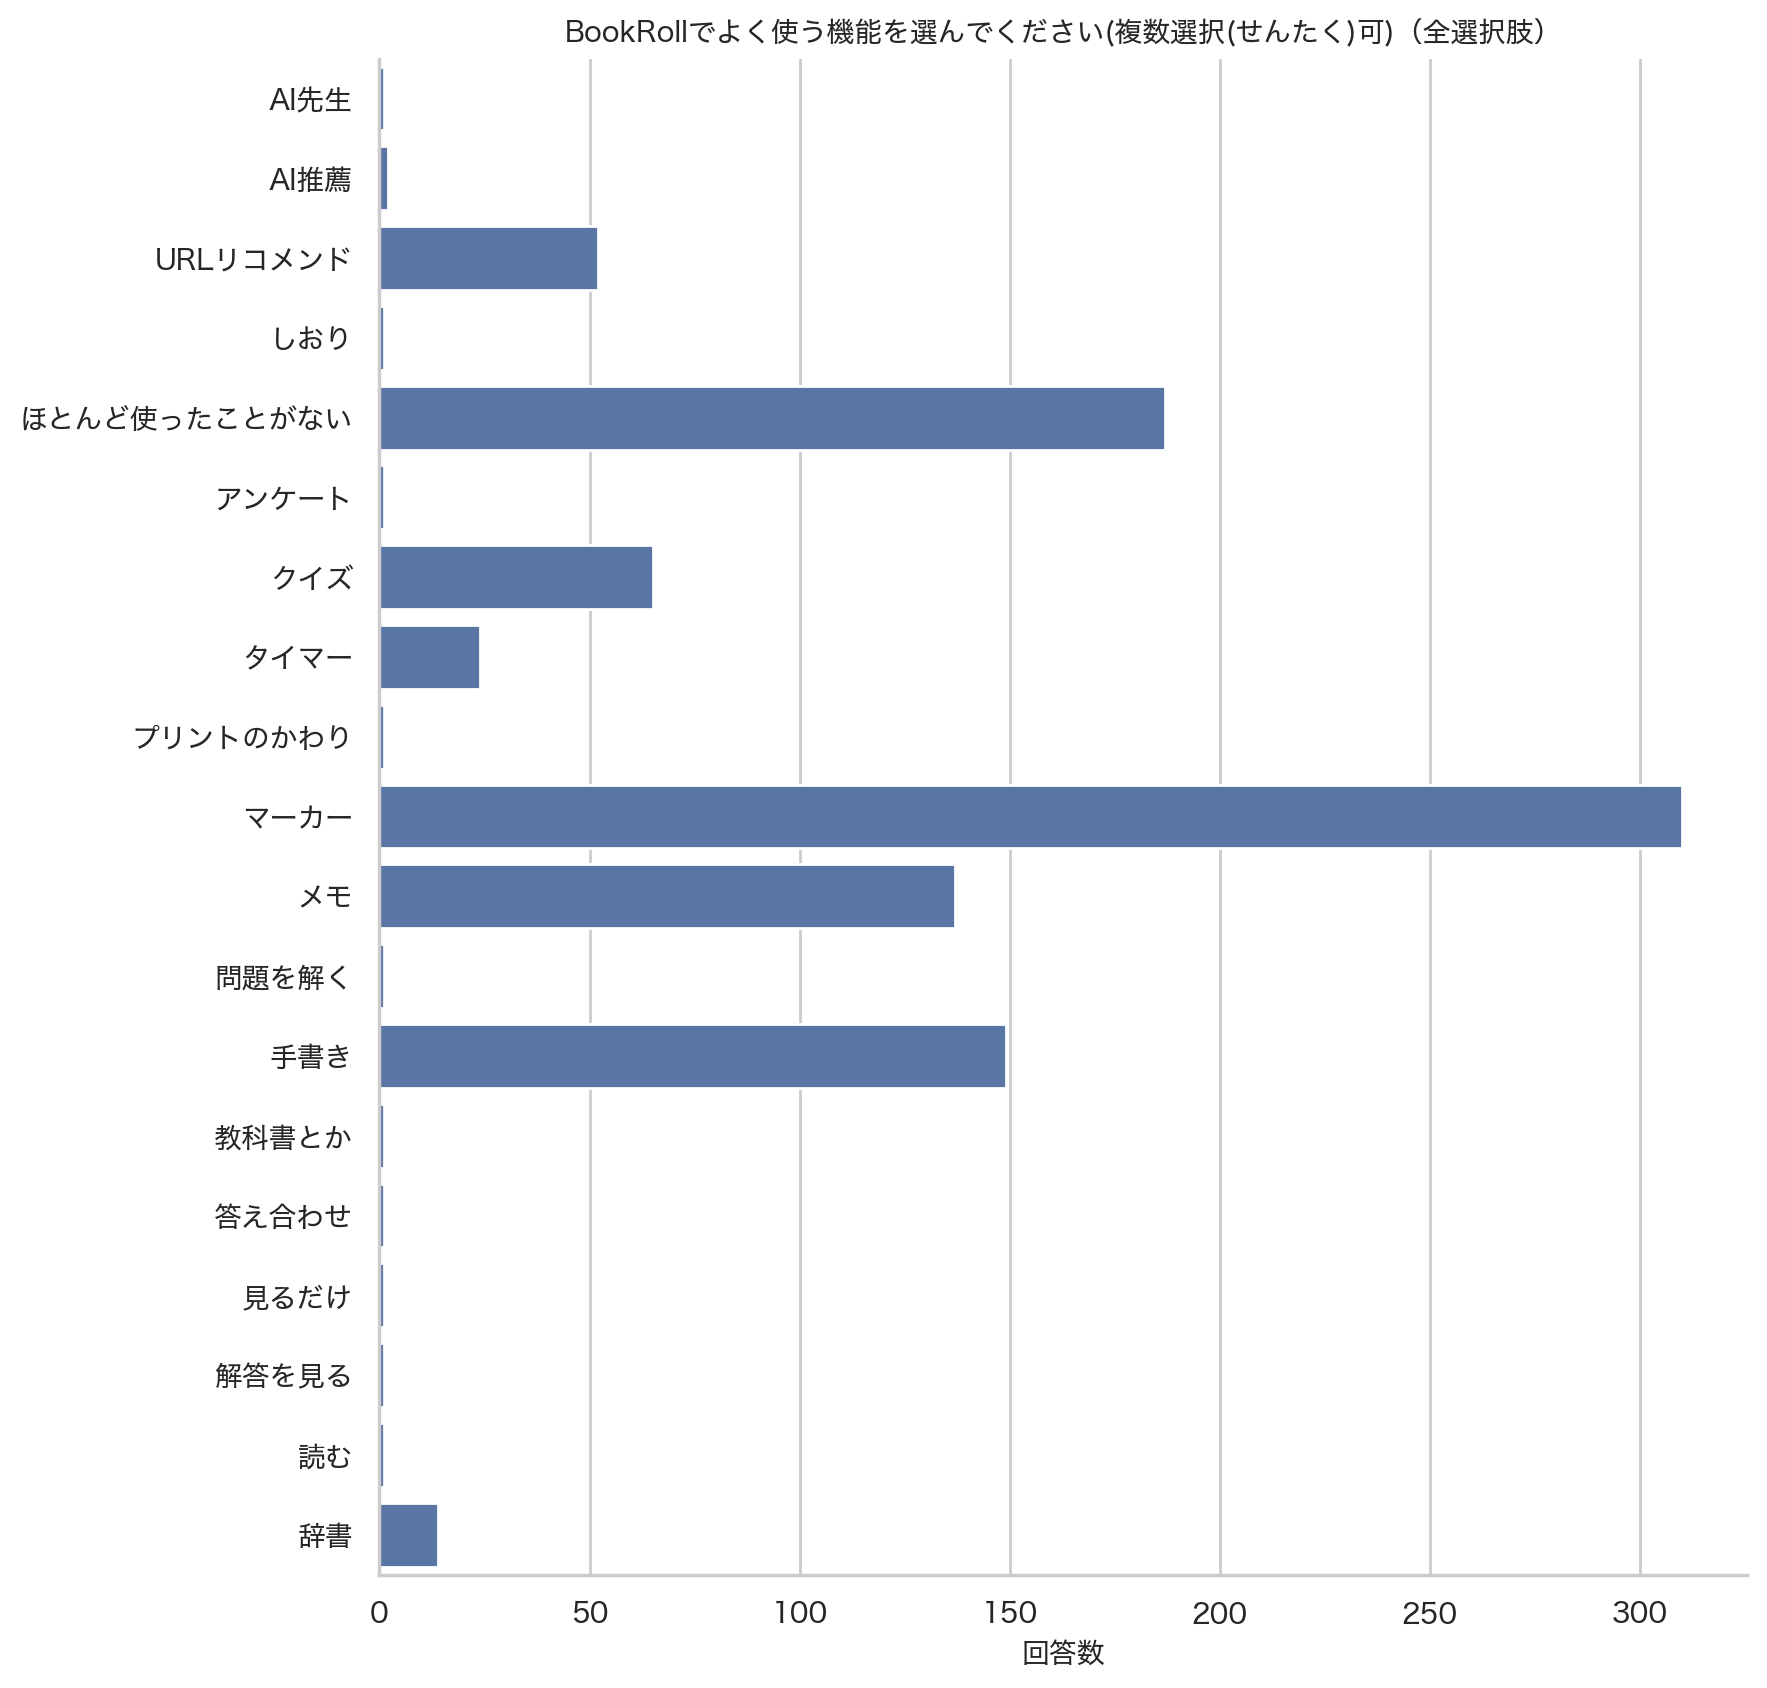 BookRollでよく使う機能を選んでください(複数選択(せんたく)可)（全選択肢）
AI先生
AI推薦
URLリコメンド
しおり
ほとんど使ったことがない
アンケート
クイズ
タイマー
プリントのかわり
マーカー
メモ
問題を解く
手書き
教科書とか
答え合わせ
見るだけ
解答を見る
読む
辞書
0 50 100 150 200 250 300
回答数